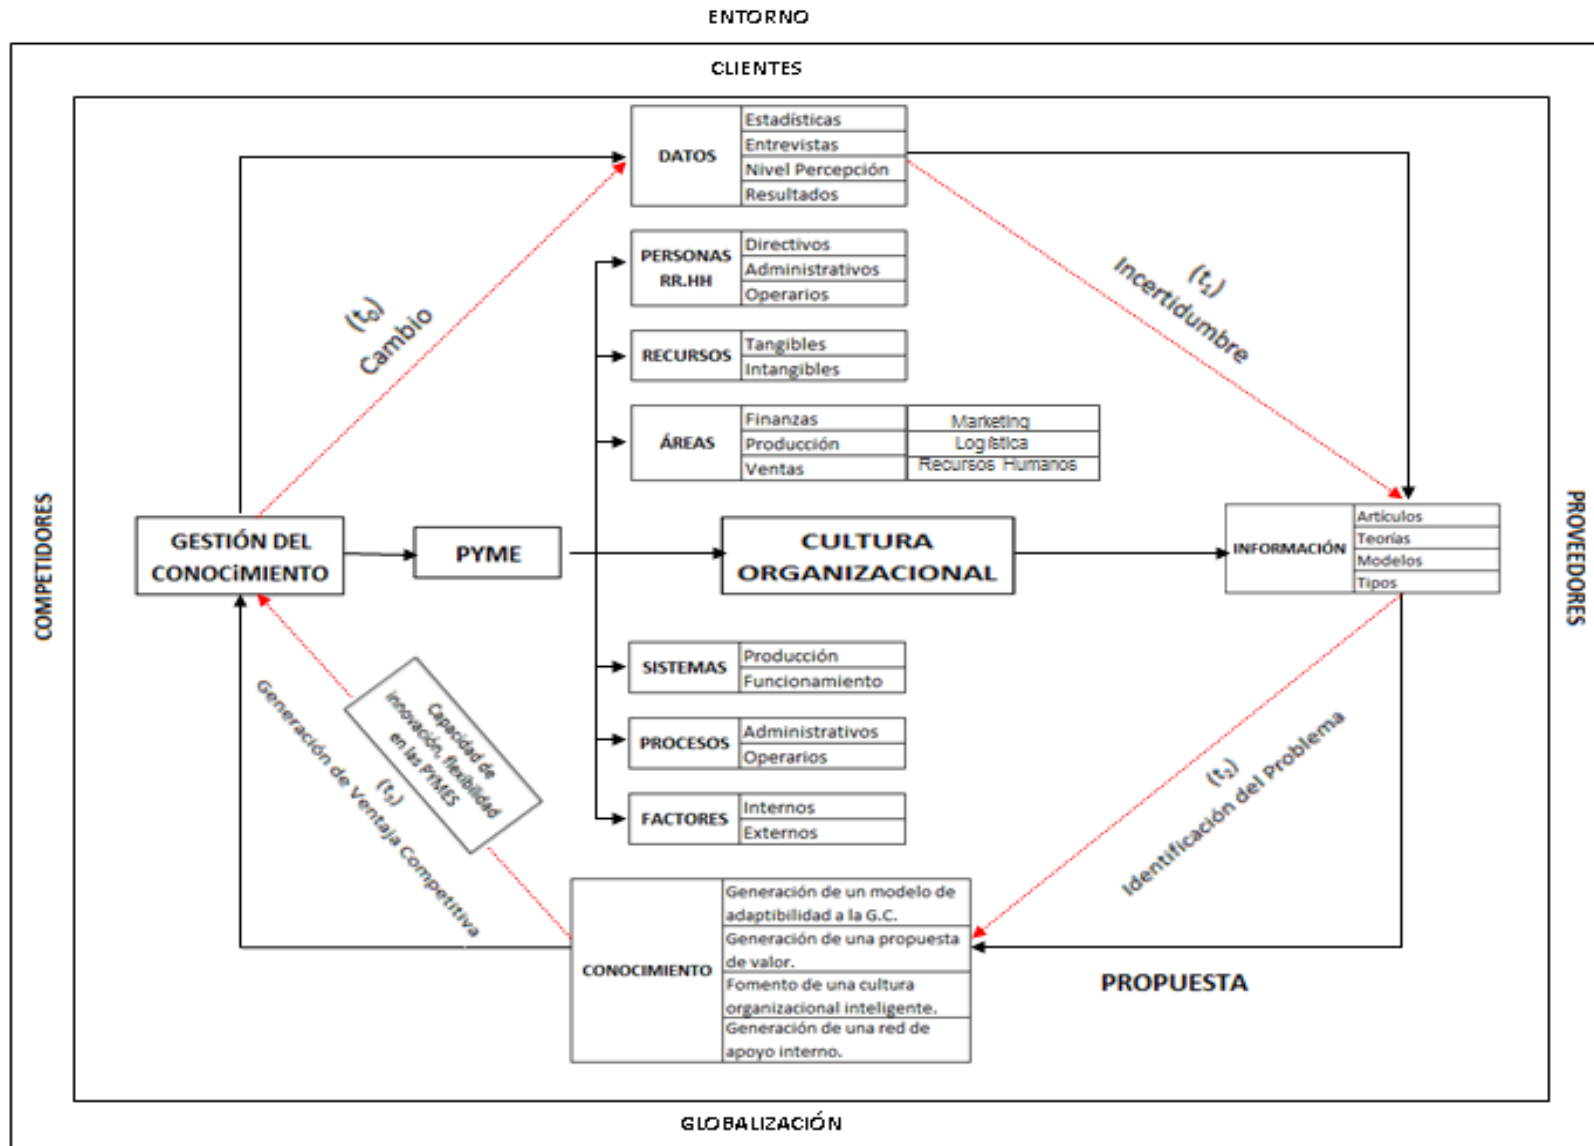 ENTORNO
CLIENTES
DATOS
Estadísticas
Entrevistas
Nivel Percepción
Resultados
PERSONAS
RR.HH
Directivos
Administrativos
Operarios
(t₀)
Cambio
(t₁)
Incertidumbre
RECURSOS
Tangibles
Intangibles
ÁREAS
Finanzas
Marketing
Producción
Logística
Ventas
Recursos Humanos
COMPETIDORES
GESTIÓN DEL
CONOCiMIENTO
PYME
CULTURA
ORGANIZACIONAL
INFORMACIÓN
Artículos
Teorías
Modelos
Tipos
PROVEEDORES
SISTEMAS
Producción
Funcionamiento
PROCESOS
Administrativos
Operarios
FACTORES
Internos
Externos
Capacidad de
innovación, flexibilidad
en las PYMES
(t₃)
Generación de Ventaja Competitiva
(t₂)
Identificación del Problema
CONOCIMIENTO
Generación de un modelo de
adaptibilidad a la G.C.
Generación de una propuesta
de valor.
Fomento de una cultura
organizacional inteligente.
Generación de una red de
apoyo interno.
PROPUESTA
GLOBALIZACIÓN